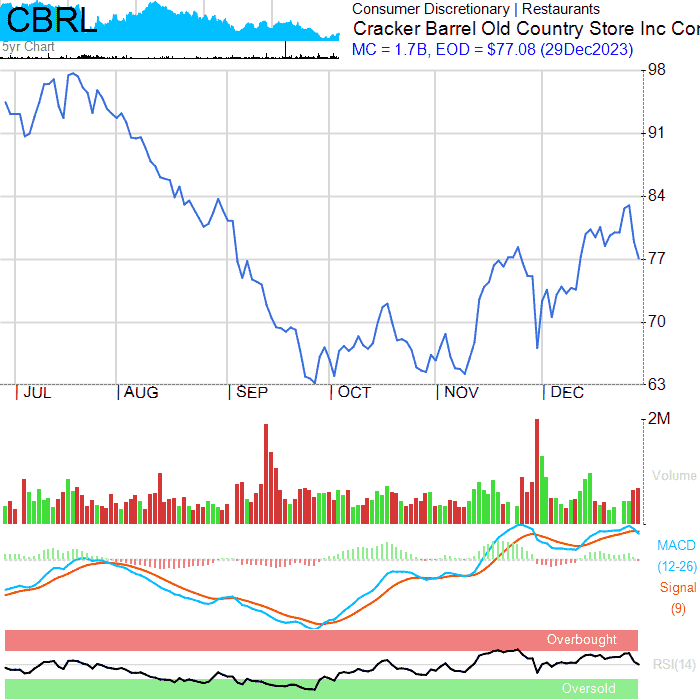 CBRL
5yr Chart
Consumer Discretionary | Restaurants
Cracker Barrel Old Country Store Inc Cor
MC = 1.7B, EOD = $77.08 (29Dec2023)
98
91
84
77
70
63
JUL AUG SEP OCT NOV DEC
2M
Volume
MACD
(12-26)
Signal
(9)
Overbought
RSI(14)
Oversold